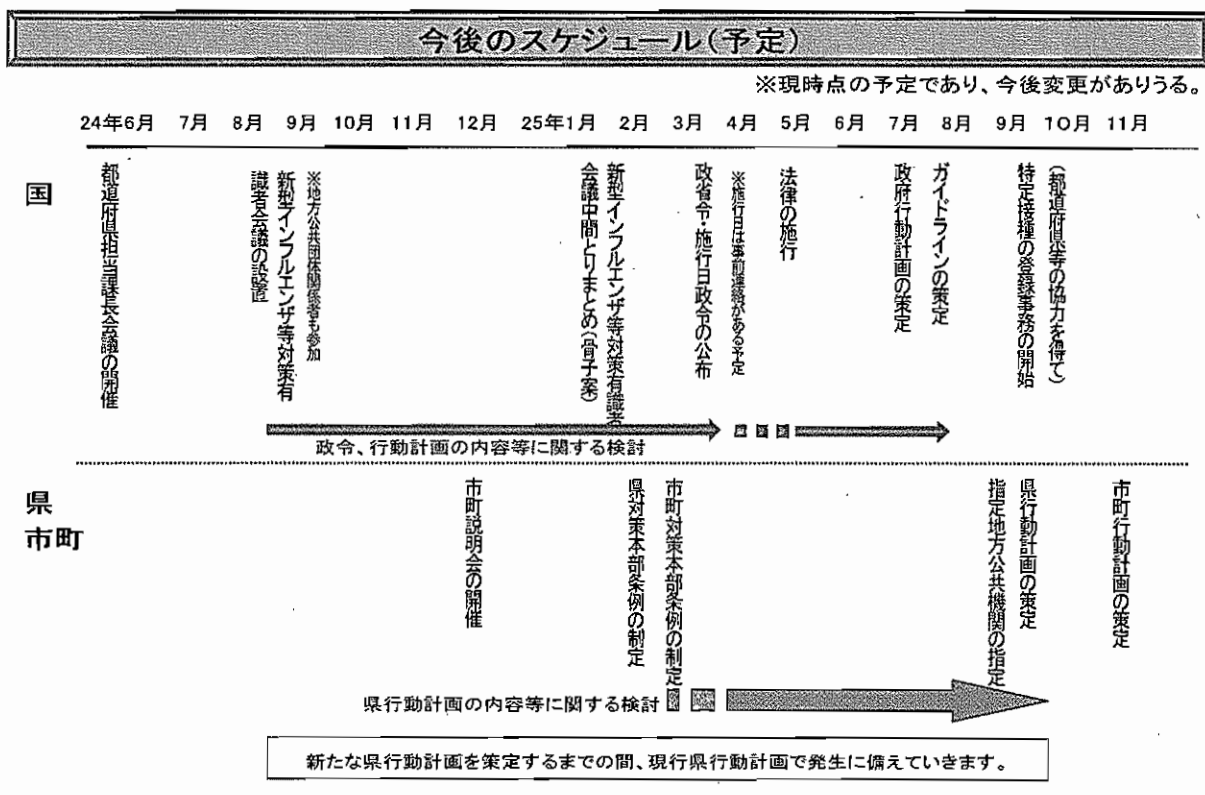 今後のスケジュール(予定)
※現時点の予定であり、今後変更がありうる。
24年6月 7月 8月 9月 10月 11月 12月 25年1月 2月 3月 4月 5月 6月 7月 8月 9月 10月 11月
国
都道府県担当課長会議の開催
新型インフルエンザ等対策有
識者会議の設置
※地方公共団体関係者も参加
新型インフルエンザ等対策有識者
会議中間とりまとめ(骨子案)
政省令・施行日政令の公布
※施行日は事前連絡がある予定
法律の施行
政府行動計画の策定
ガイドラインの策定
特定接種の登録事務の開始
(都道府県等の協力を得て)
政令、行動計画の内容等に関する検討
県
市町
市町説明会の開催
県対策本部条例の制定
市町対策本部条例の制定
指定地方公共機関の指定
県行動計画の策定
市町行動計画の策定
県行動計画の内容等に関する検討
新たな県行動計画を策定するまでの間、現行県行動計画で発生に備えていきます。